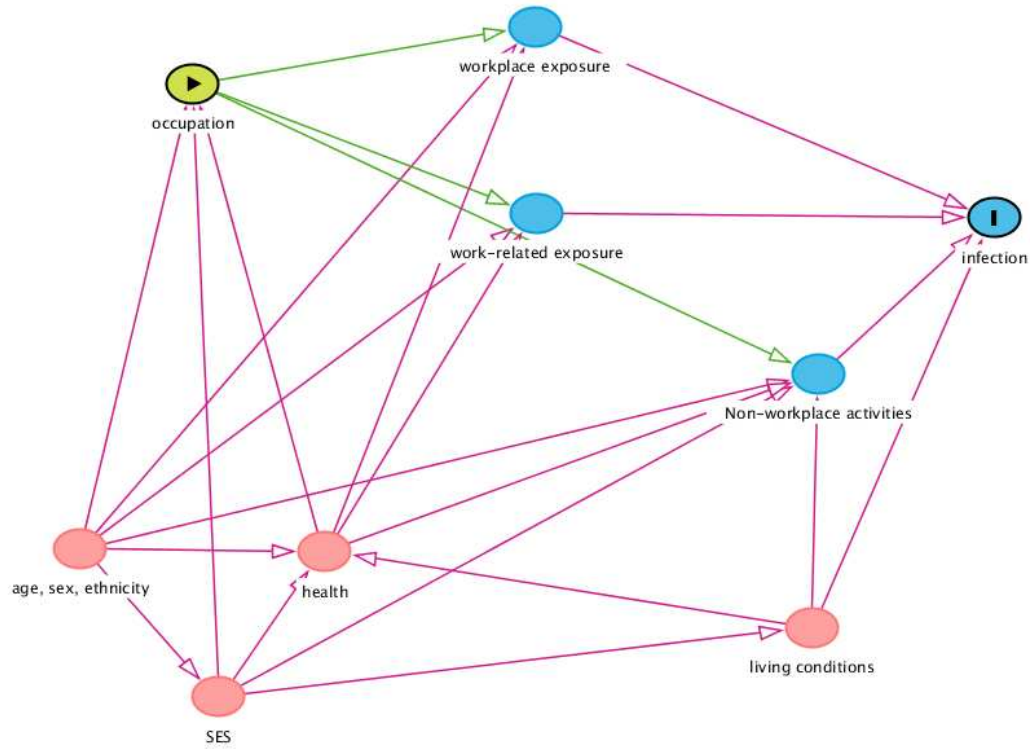 workplace exposure
occupation
work-related exposure
infection
Non-workplace activities
age, sex, ethnicity
health
living conditions
SES